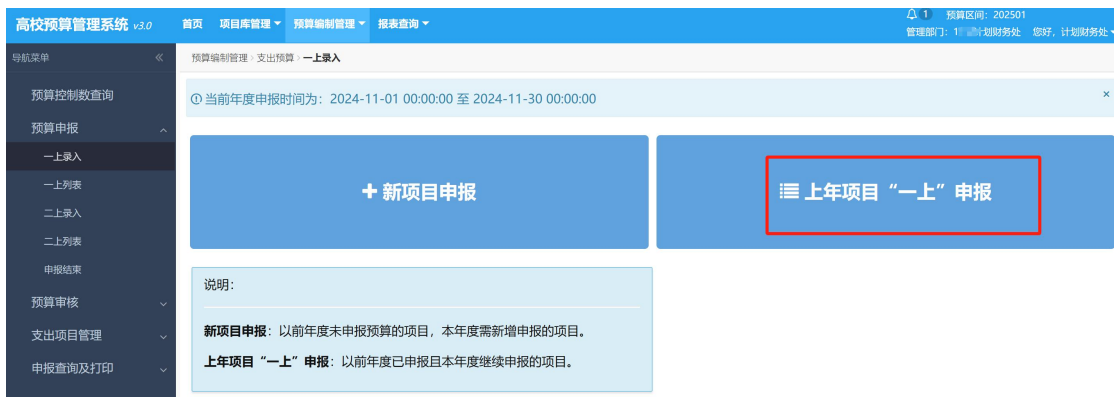 高校预算管理系统 v3.0
首页 项目库管理 预算编制管理 报表查询
1 预算区间：202501
管理部门：1 计划财务处 您好，计划财务处
导航菜单
预算编制管理 支出预算 一上录入
预算控制数查询
预算申报
一上录入
一上列表
二上录入
二上列表
申报结束
预算审核
支出项目管理
申报查询及打印
当前年度申报时间为：2024-11-01 00:00:00 至 2024-11-30 00:00:00 ×
新项目申报
上年项目“一上”申报
说明：
新项目申报：以前年度未申报预算的项目，本年度需新增申报的项目。
上年项目“一上”申报：以前年度已申报且本年度继续申报的项目。